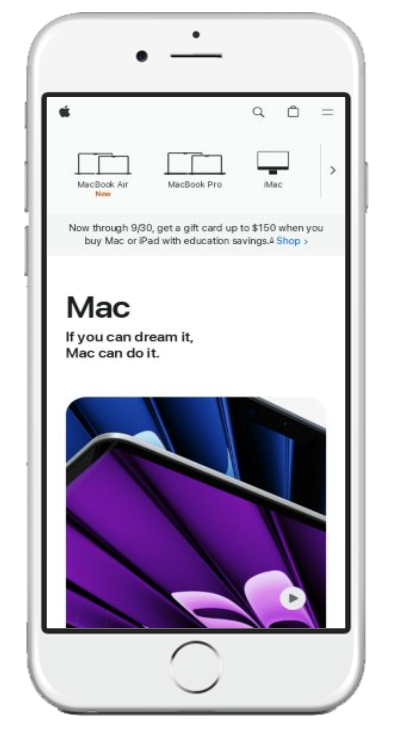 MacBook Air
New
MacBook Pro
iMac
Now through 9/30, get a gift card up to $150 when you
buy Mac or iPad with education savings.∆ Shop >
Mac
If you can dream it,
Mac can do it.